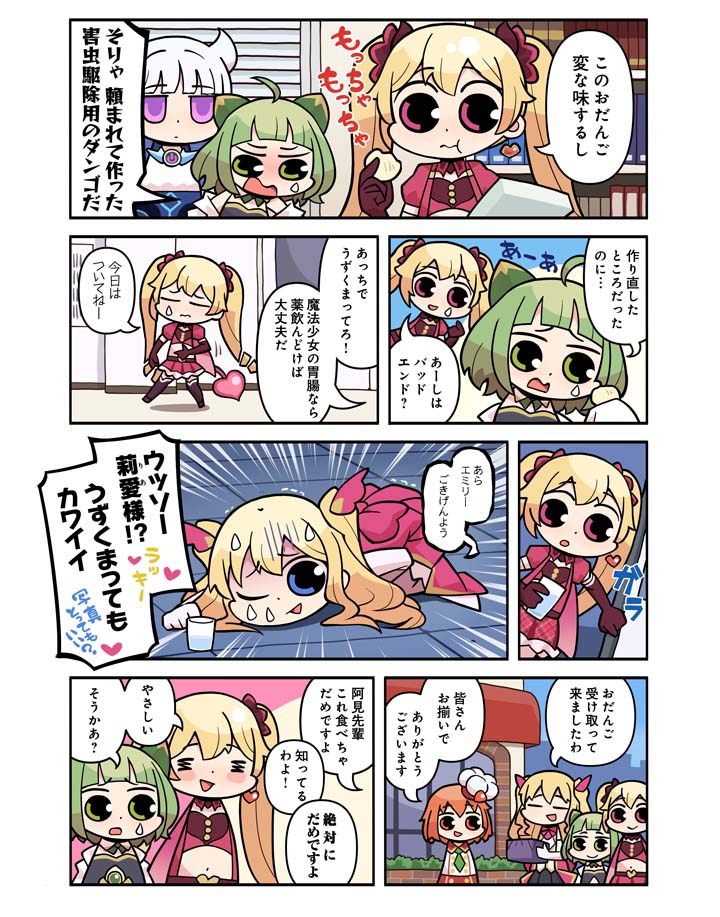 このおだんご
変な味するし
もっちゃ
もっちゃ
そりゃ 頼まれて作った
害虫駆除用のダンゴだ
作り直した
ところだった
のに…
あーあ
あーしは
バッド
エンド?
あっちで
うずくまってろ!
魔法少女の胃腸なら
薬飲んどけば
大丈夫だ
今日は
ついてねー
ガラ
あら
エミリー
ごきげんよう
ウッソー
莉愛様!?
りあ
うずくまっても
カワイイ
ラッキー
写真
とっても
いい?
おだんご
受け取って
来ましたわ
皆さん
お揃いで
ありがとう
ございます
阿見先輩
これ食べちゃ
だめですよ
知ってる
わよ!
絶対に
だめですよ
やさしい
そうかあ?